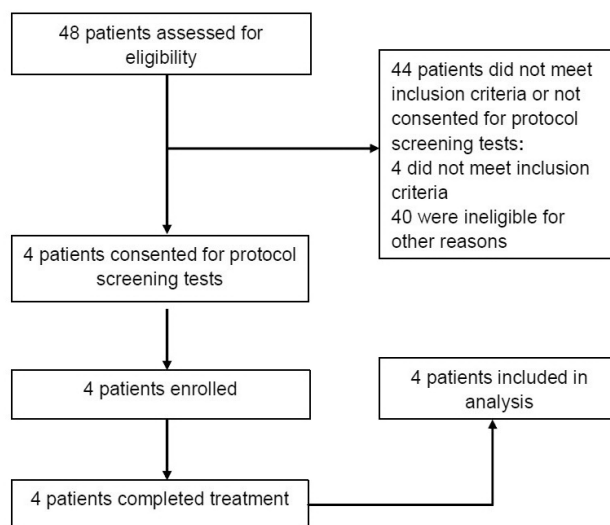 48 patients assessed for
eligibility
44 patients did not meet
inclusion criteria or not
consented for protocol
screening tests:
4 did not meet inclusion
criteria
40 were ineligible for
other reasons
4 patients consented for protocol
screening tests
4 patients enrolled
4 patients included in
analysis
4 patients completed treatment